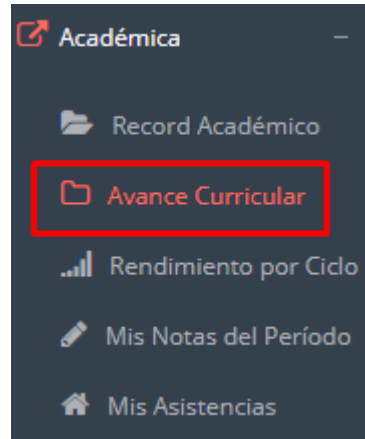 Académica
Record Académico
Avance Curricular
Rendimiento por Ciclo
Mis Notas del Período
Mis Asistencias